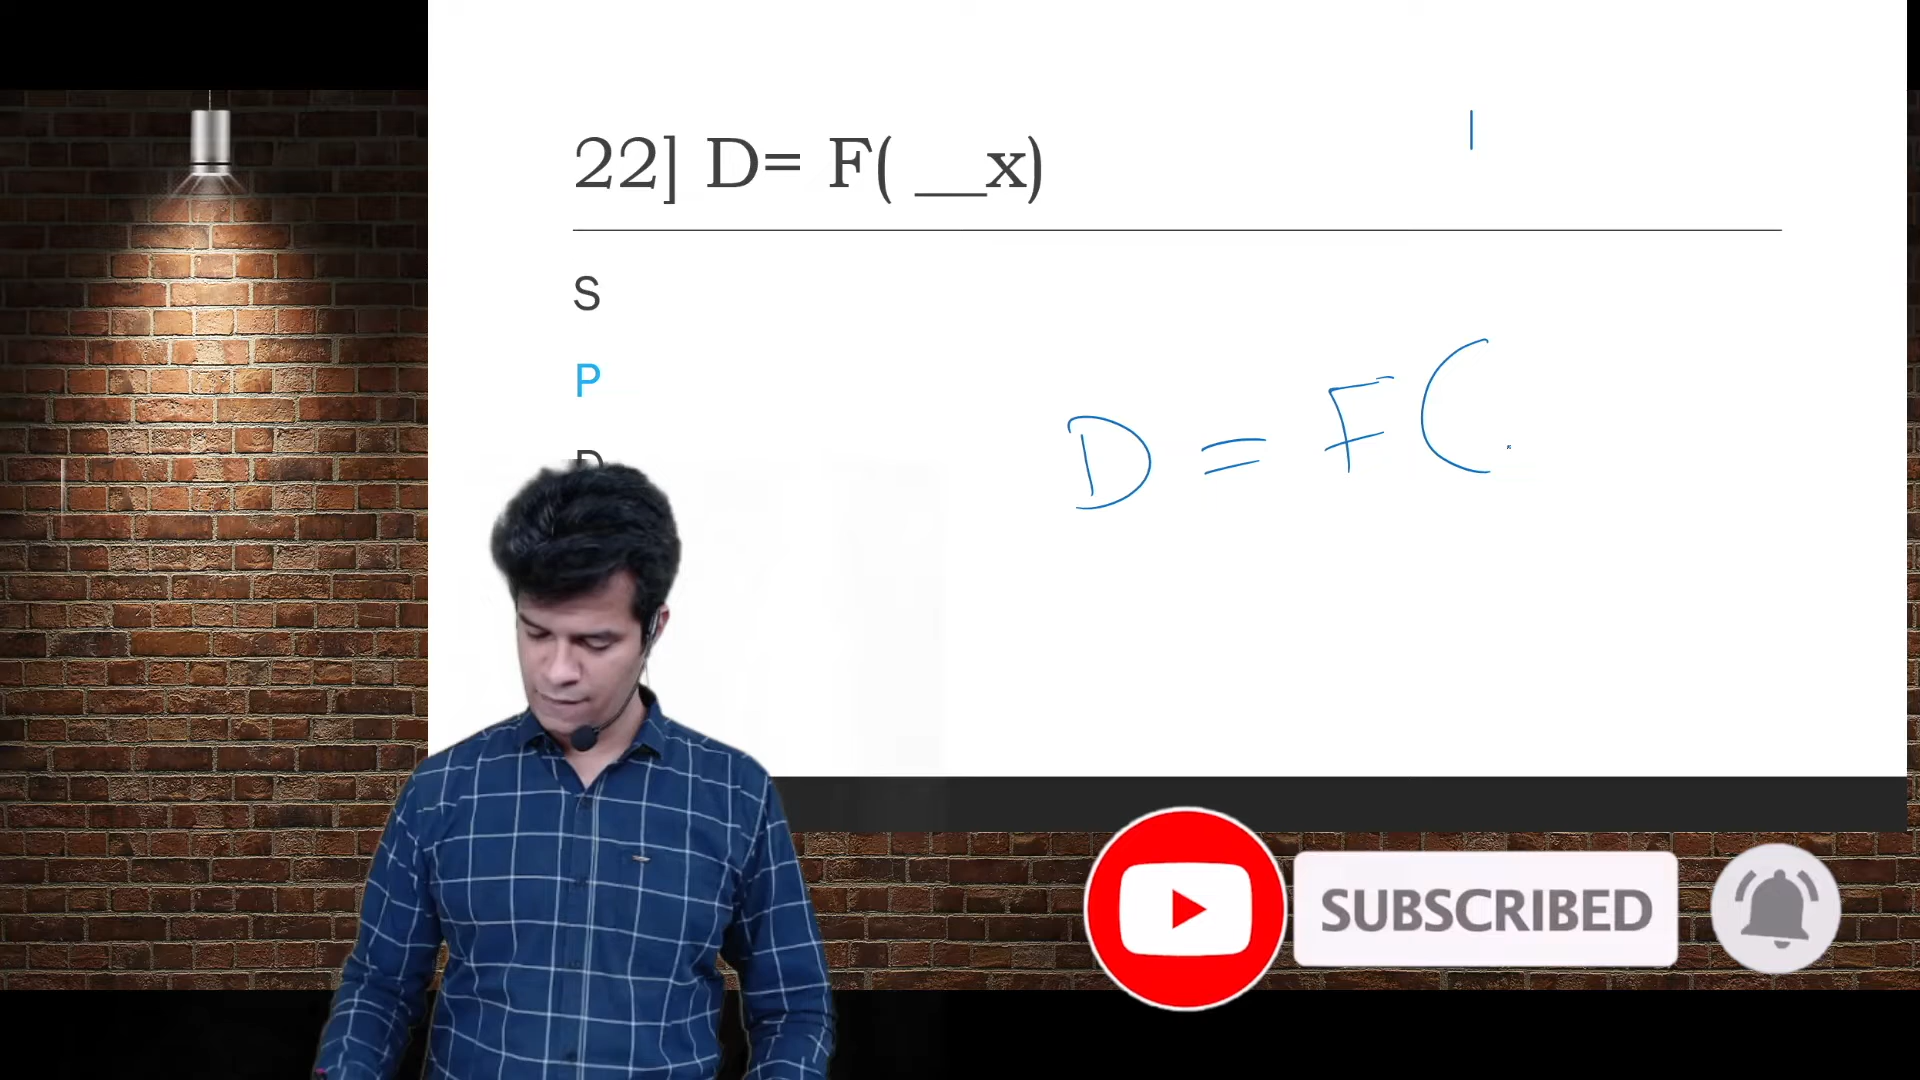 22] D= F( __x)
|
S
P
D
D = F(.
SUBSCRIBED